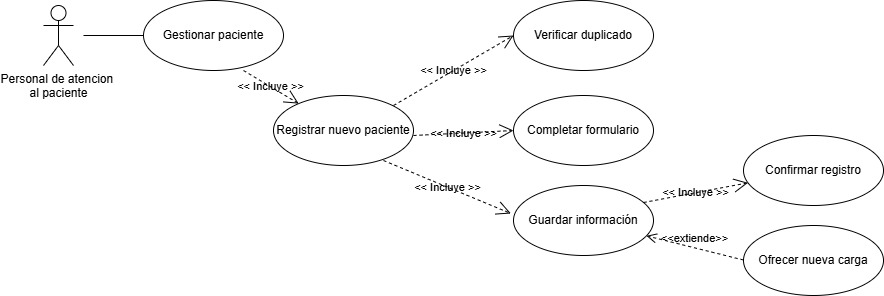 Gestionar paciente
Verificar duplicado
<< Incluye >>
Personal de atencion
al paciente
<< Incluye >>
Registrar nuevo paciente
<< Incluye >>
Completar formulario
Confirmar registro
<< Incluye >>
<< Incluye >>
Guardar información
<<extiende>>
Ofrecer nueva carga